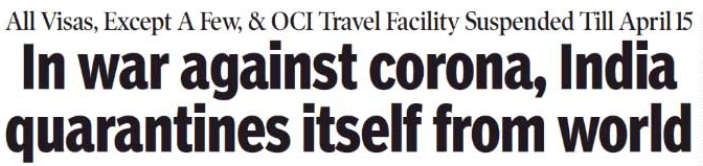 All Visas, Except A Few, & OCI Travel Facility Suspended Till April 15
In war against corona, India
quarantines itself from world